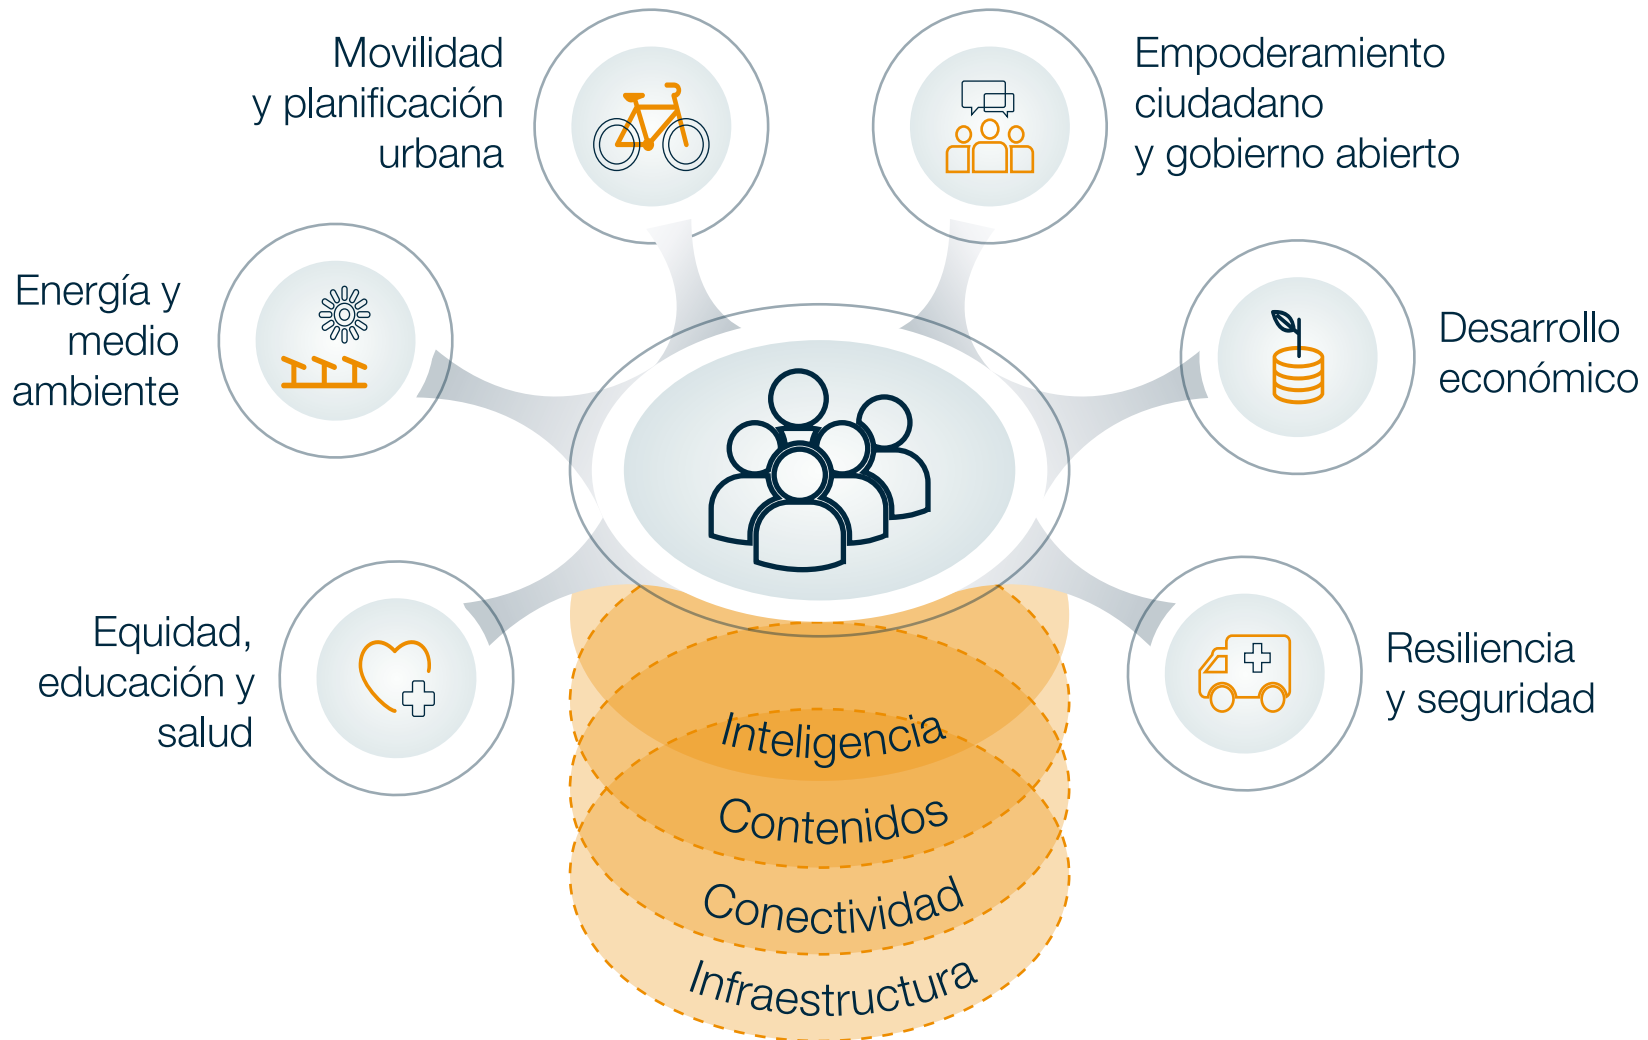 Movilidad
y planificación
urbana
Empoderamiento
ciudadano
y gobierno abierto
Energía y
medio
ambiente
Desarrollo
económico
Equidad,
educación y
salud
Resiliencia
y seguridad
Inteligencia
Contenidos
Conectividad
Infraestructura